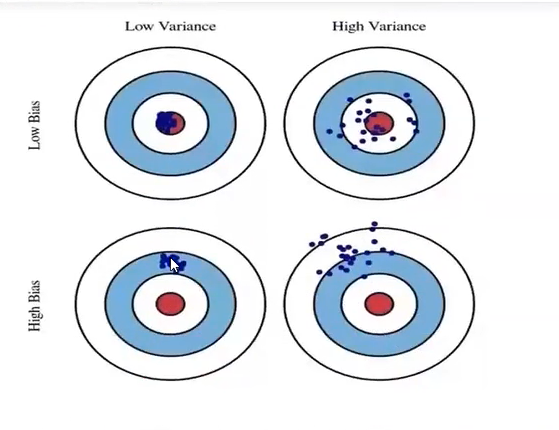 Low Variance
High Variance
Low Bias
High Bias